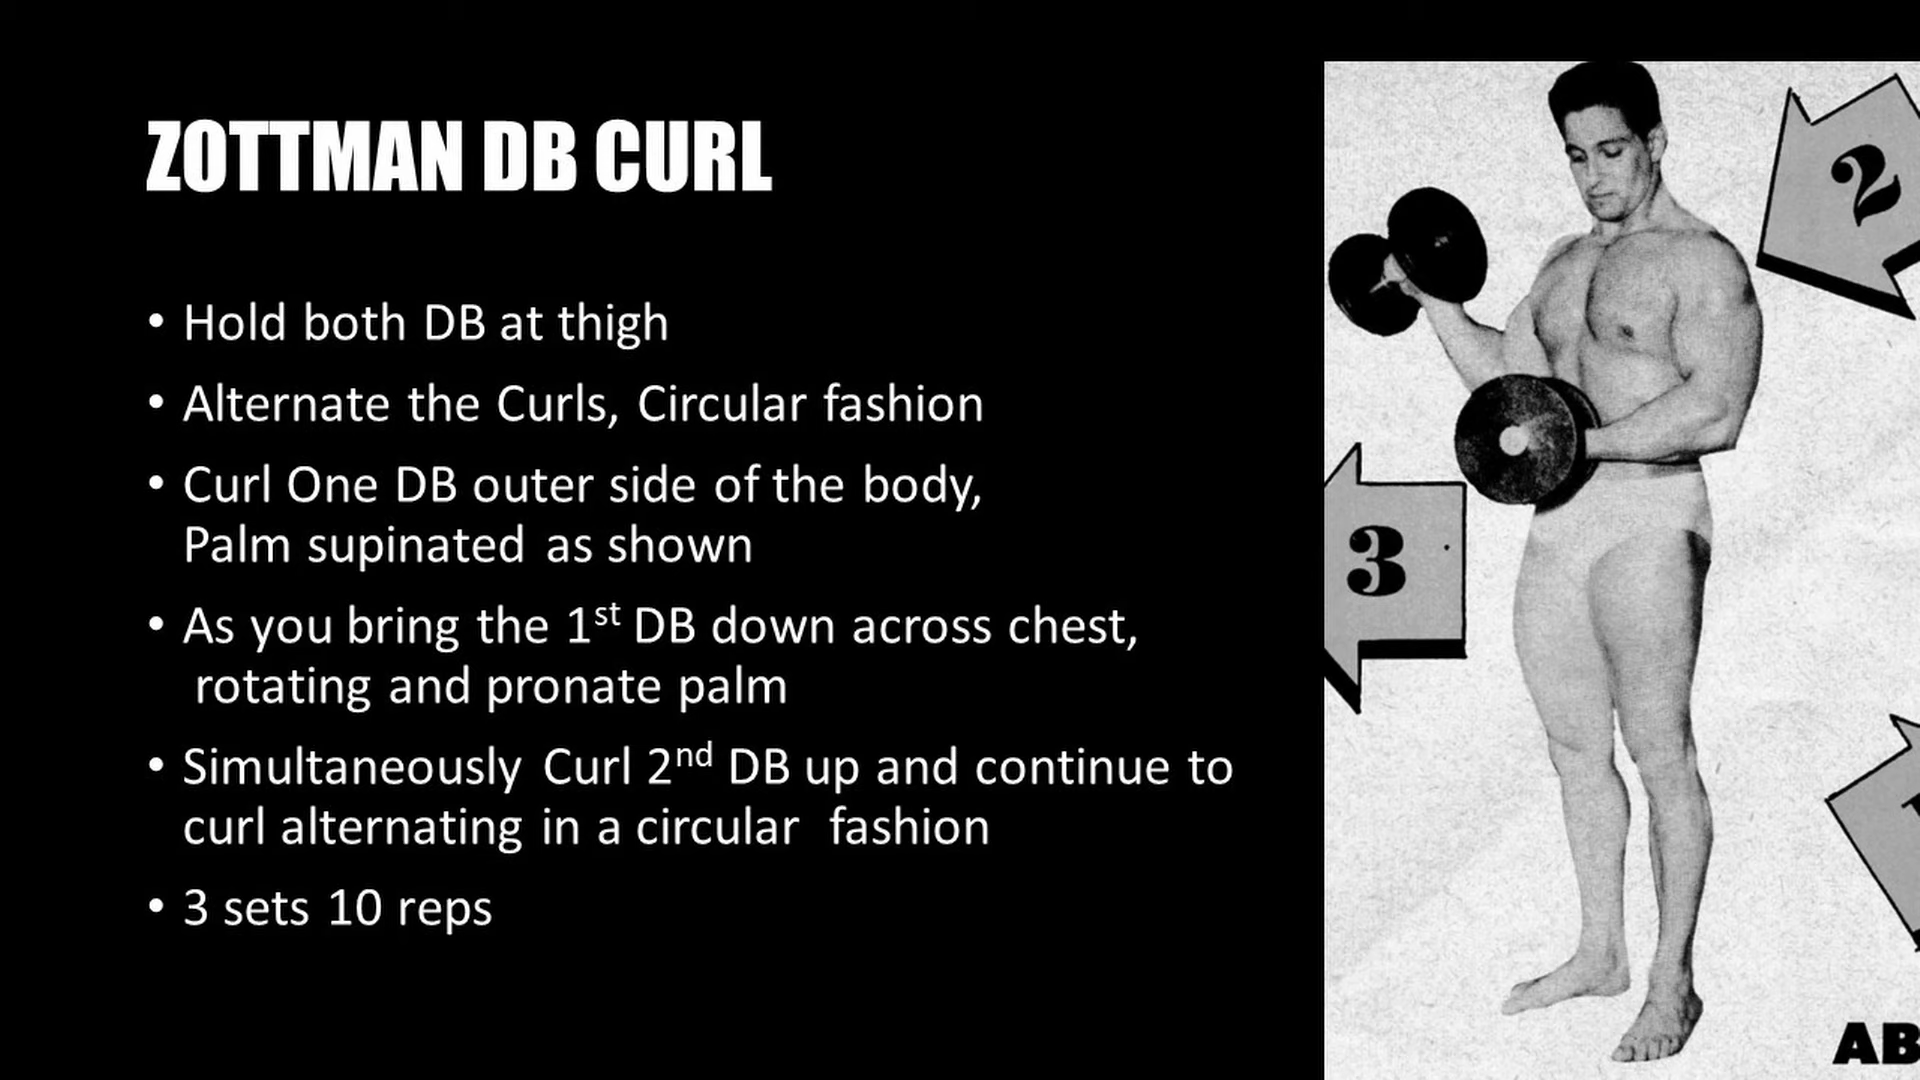 ZOTTMAN DB CURL
• Hold both DB at thigh
• Alternate the Curls, Circular fashion
• Curl One DB outer side of the body,
Palm supinated as shown
• As you bring the 1st DB down across chest,
rotating and pronate palm
• Simultaneously Curl 2nd DB up and continue to
curl alternating in a circular fashion
• 3 sets 10 reps
2
3
AB